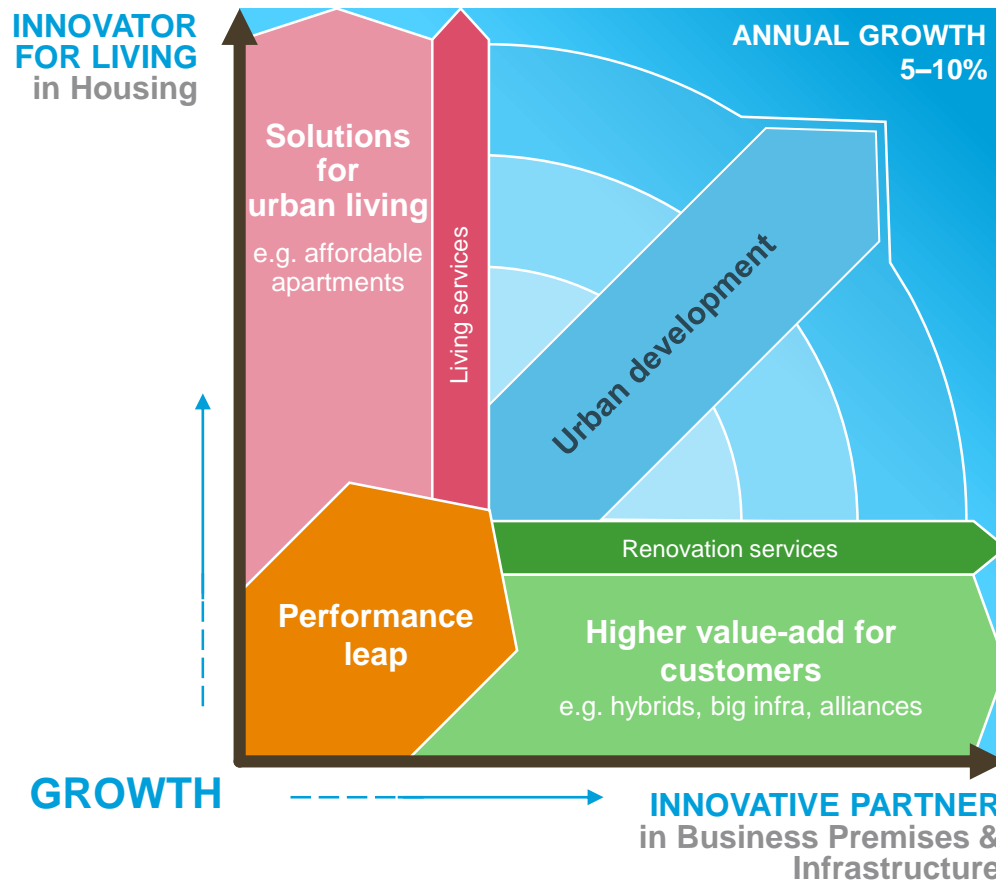 INNOVATOR
FOR LIVING
in Housing
ANNUAL GROWTH
5–10%
Solutions
for
urban living
e.g. affordable
apartments
Living services
Urban development
Renovation services
Performance
leap
Higher value-add for
customers
e.g. hybrids, big infra, alliances
GROWTH
INNOVATIVE PARTNER
in Business Premises &
Infrastructure